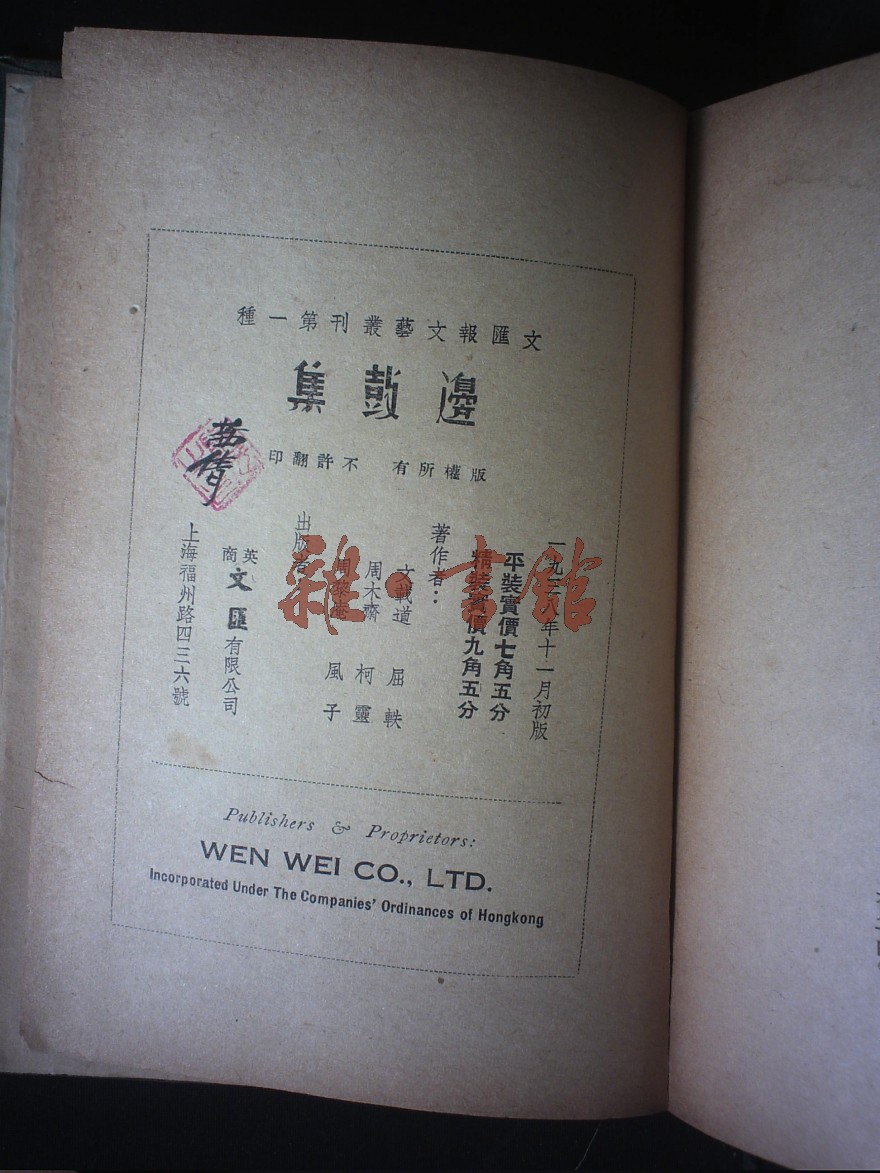 文匯報文藝叢刊第一種
邊鼓集
版權所有 不許翻印
一九三八年十一月初版
平裝實價七角五分
精裝實價九角五分
著作者：
文載道 屈軼
周木齋 柯靈
周黎庵 風子
出版者
英商文匯有限公司
上海福州路四三六號
Publishers & Proprietors:
WEN WEI CO., LTD.
Incorporated Under The Companies' Ordinances of Hongkong
雜·書館